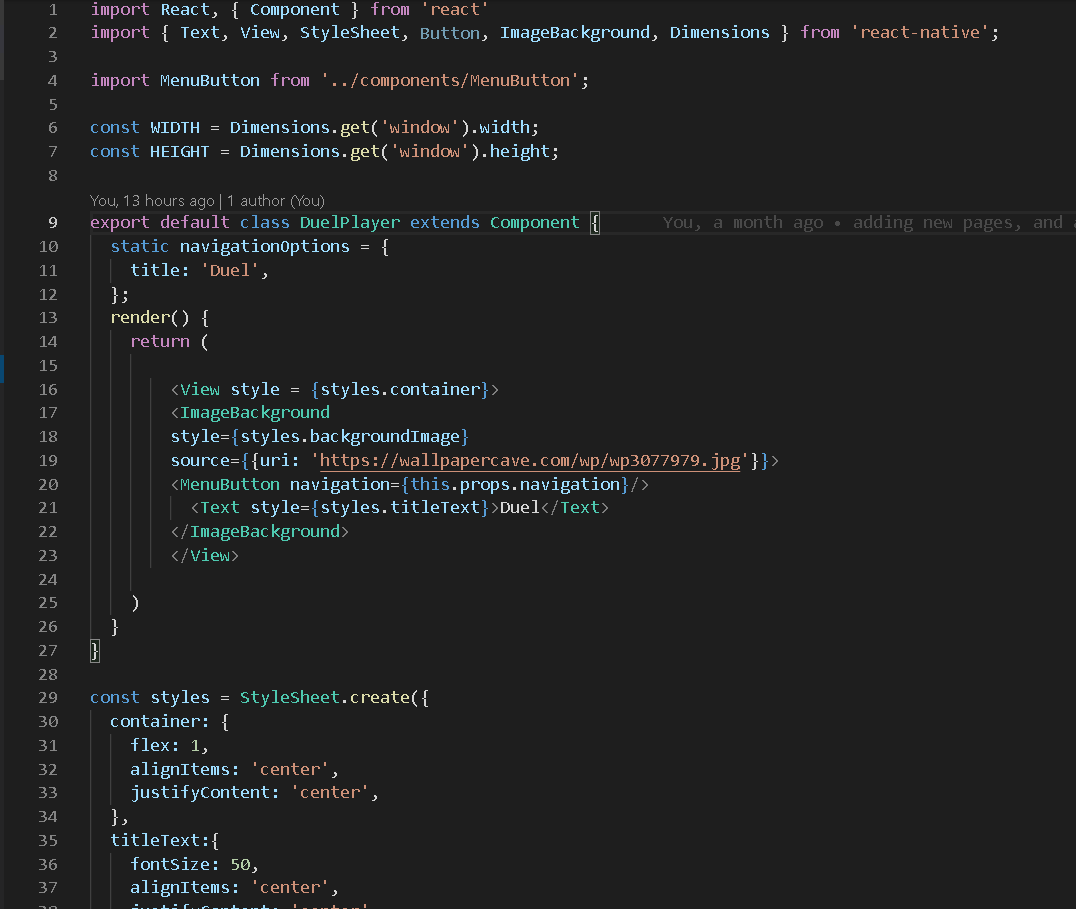 1 import React, { Component } from 'react'
2 import { Text, View, StyleSheet, Button, ImageBackground, Dimensions } from 'react-native';
3
4 import MenuButton from '../components/MenuButton';
5
6 const WIDTH = Dimensions.get('window').width;
7 const HEIGHT = Dimensions.get('window').height;
8
You, 13 hours ago | 1 author (You)
9 export default class DuelPlayer extends Component { You, a month ago • adding new pages, and
10 static navigationOptions = {
11 title: 'Duel',
12 };
13 render() {
14 return (
15
16 <View style = {styles.container}>
17 <ImageBackground
18 style={styles.backgroundImage}
19 source={{uri: 'https://wallpapercave.com/wp/wp3077979.jpg'}}>
20 <MenuButton navigation={this.props.navigation}/>
21 <Text style={styles.titleText}>Duel</Text>
22 </ImageBackground>
23 </View>
24
25 )
26 }
27 }
28
29 const styles = StyleSheet.create({
30 container: {
31 flex: 1,
32 alignItems: 'center',
33 justifyContent: 'center',
34 },
35 titleText:{
36 fontSize: 50,
37 alignItems: 'center',